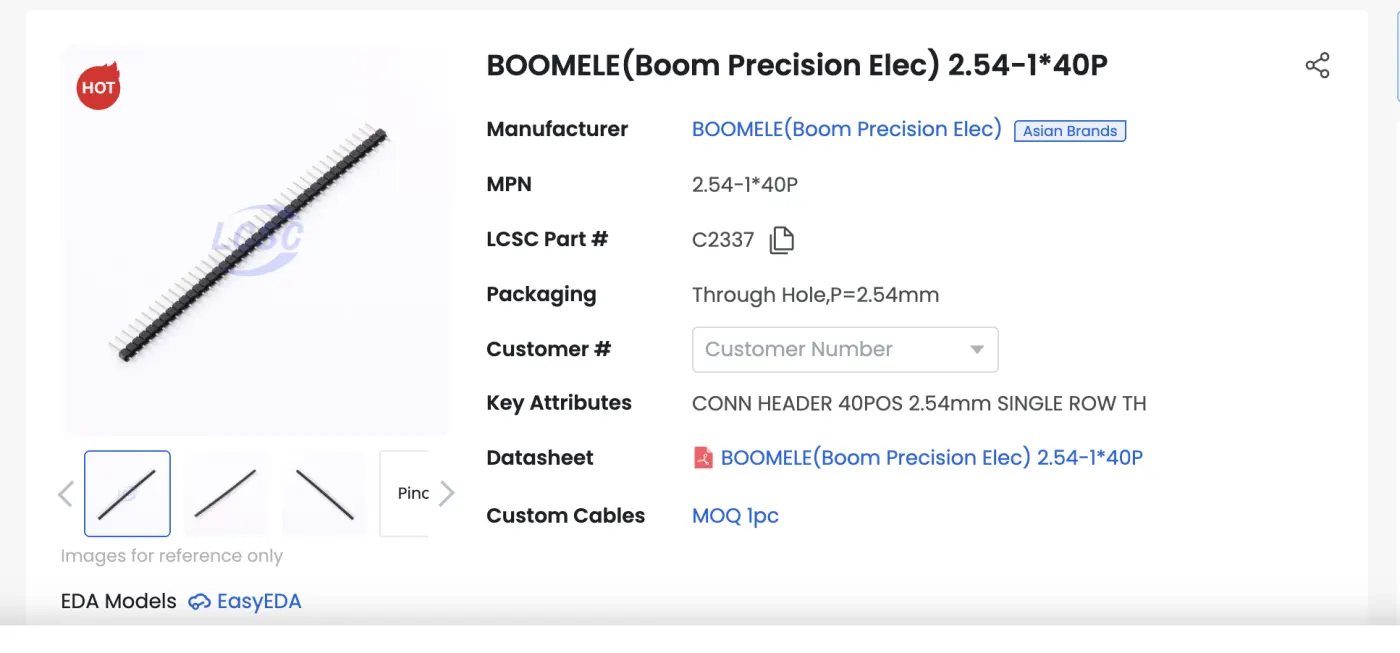 HOT
LCSC
BOOMELE(Boom Precision Elec) 2.54-1*40P
Manufacturer BOOMELE(Boom Precision Elec) Asian Brands
MPN 2.54-1*40P
LCSC Part # C2337
Packaging Through Hole,P=2.54mm
Customer # Customer Number
Key Attributes CONN HEADER 40POS 2.54mm SINGLE ROW TH
Datasheet BOOMELE(Boom Precision Elec) 2.54-1*40P
Custom Cables MOQ 1pc
Pinc
Images for reference only
EDA Models EasyEDA